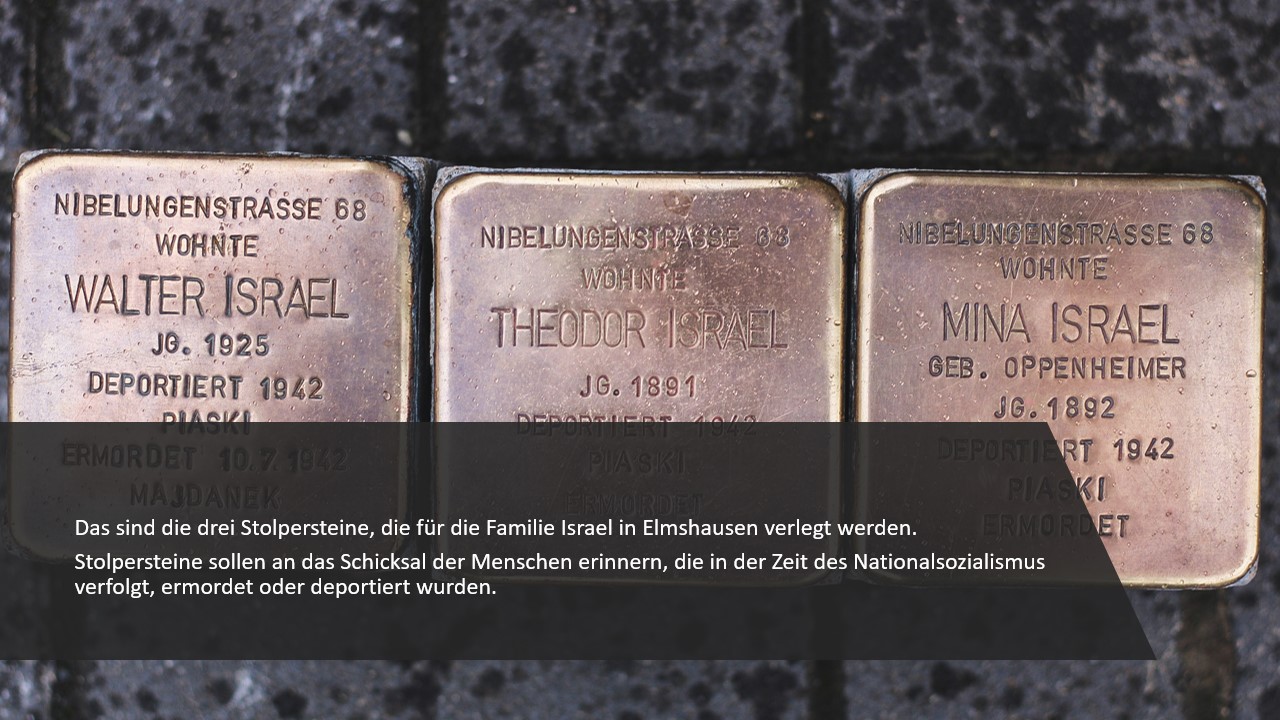 NIBELUNGENSTRASSE 68
WOHNTE
WALTER ISRAEL
JG. 1925
DEPORTIERT 1942
PIASKI
ERMORDET 10.7.1942
MAJDANEK
NIBELUNGENSTRASSE 68
WOHNTE
THEODOR ISRAEL
JG. 1891
DEPORTIERT 1942
PIASKI
ERMORDET
NIBELUNGENSTRASSE 68
WOHNTE
MINA ISRAEL
GEB. OPPENHEIMER
JG. 1892
DEPORTIERT 1942
PIASKI
ERMORDET
Das sind die drei Stolpersteine, die für die Familie Israel in Elmshausen verlegt werden.
Stolpersteine sollen an das Schicksal der Menschen erinnern, die in der Zeit des Nationalsozialismus
verfolgt, ermordet oder deportiert wurden.